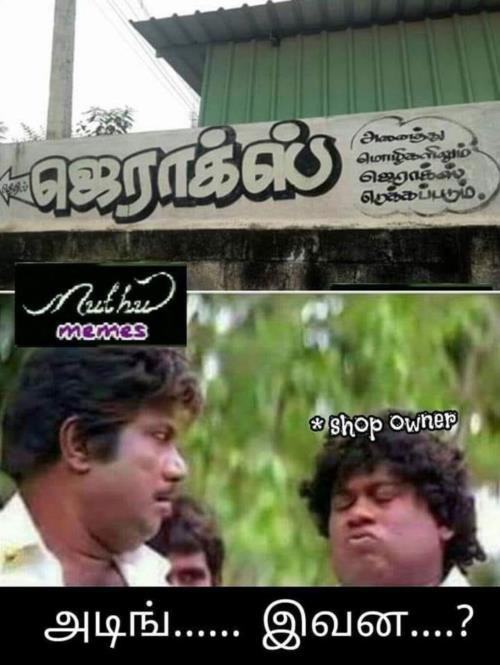 ஜெராக்ஸ்
அனைத்து
மொழிகளிலும்
ஜெராக்ஸ்
எடுக்கப்படும்.
Muthu
memes
* shop owner
அடிங்...... இவன....?